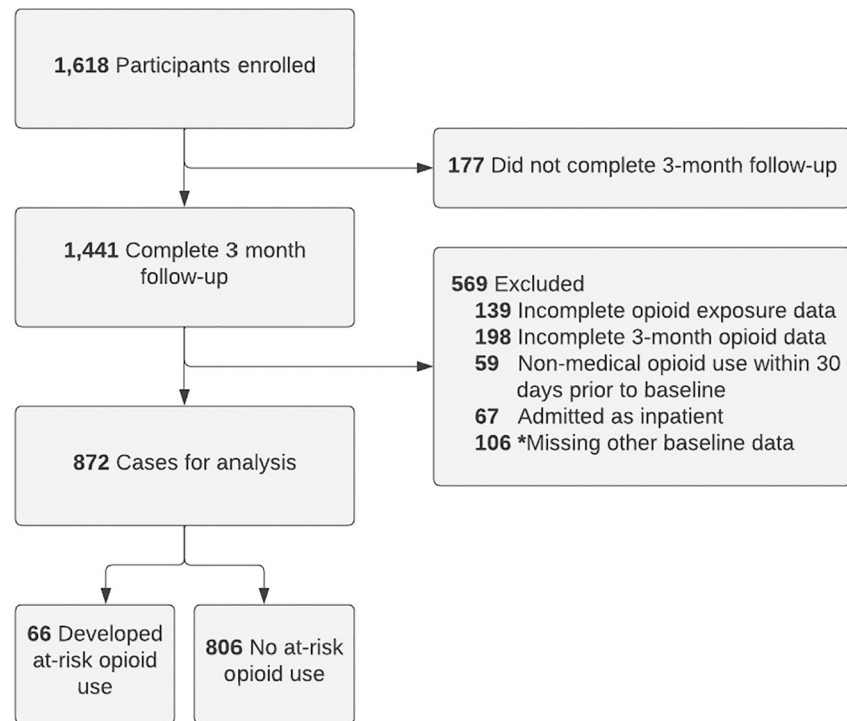 1,618 Participants enrolled
177 Did not complete 3-month follow-up
1,441 Complete 3 month
follow-up
569 Excluded
139 Incomplete opioid exposure data
198 Incomplete 3-month opioid data
59 Non-medical opioid use within 30
days prior to baseline
67 Admitted as inpatient
106 *Missing other baseline data
872 Cases for analysis
66 Developed
at-risk opioid
use
806 No at-risk
opioid use